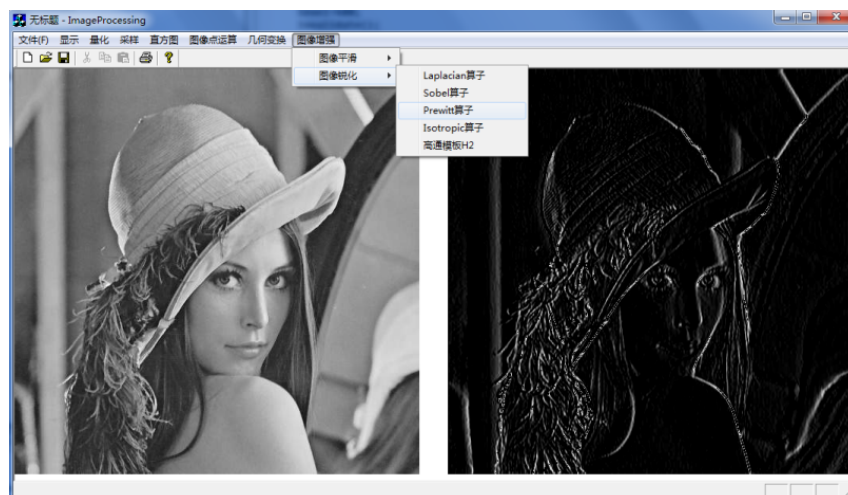 无标题 - ImageProcessing
文件(F) 显示 量化 采样 直方图 图像点运算 几何变换 图像增强
图像平滑
图像锐化
Laplacian算子
Sobel算子
Prewitt算子
Isotropic算子
高通模板H2